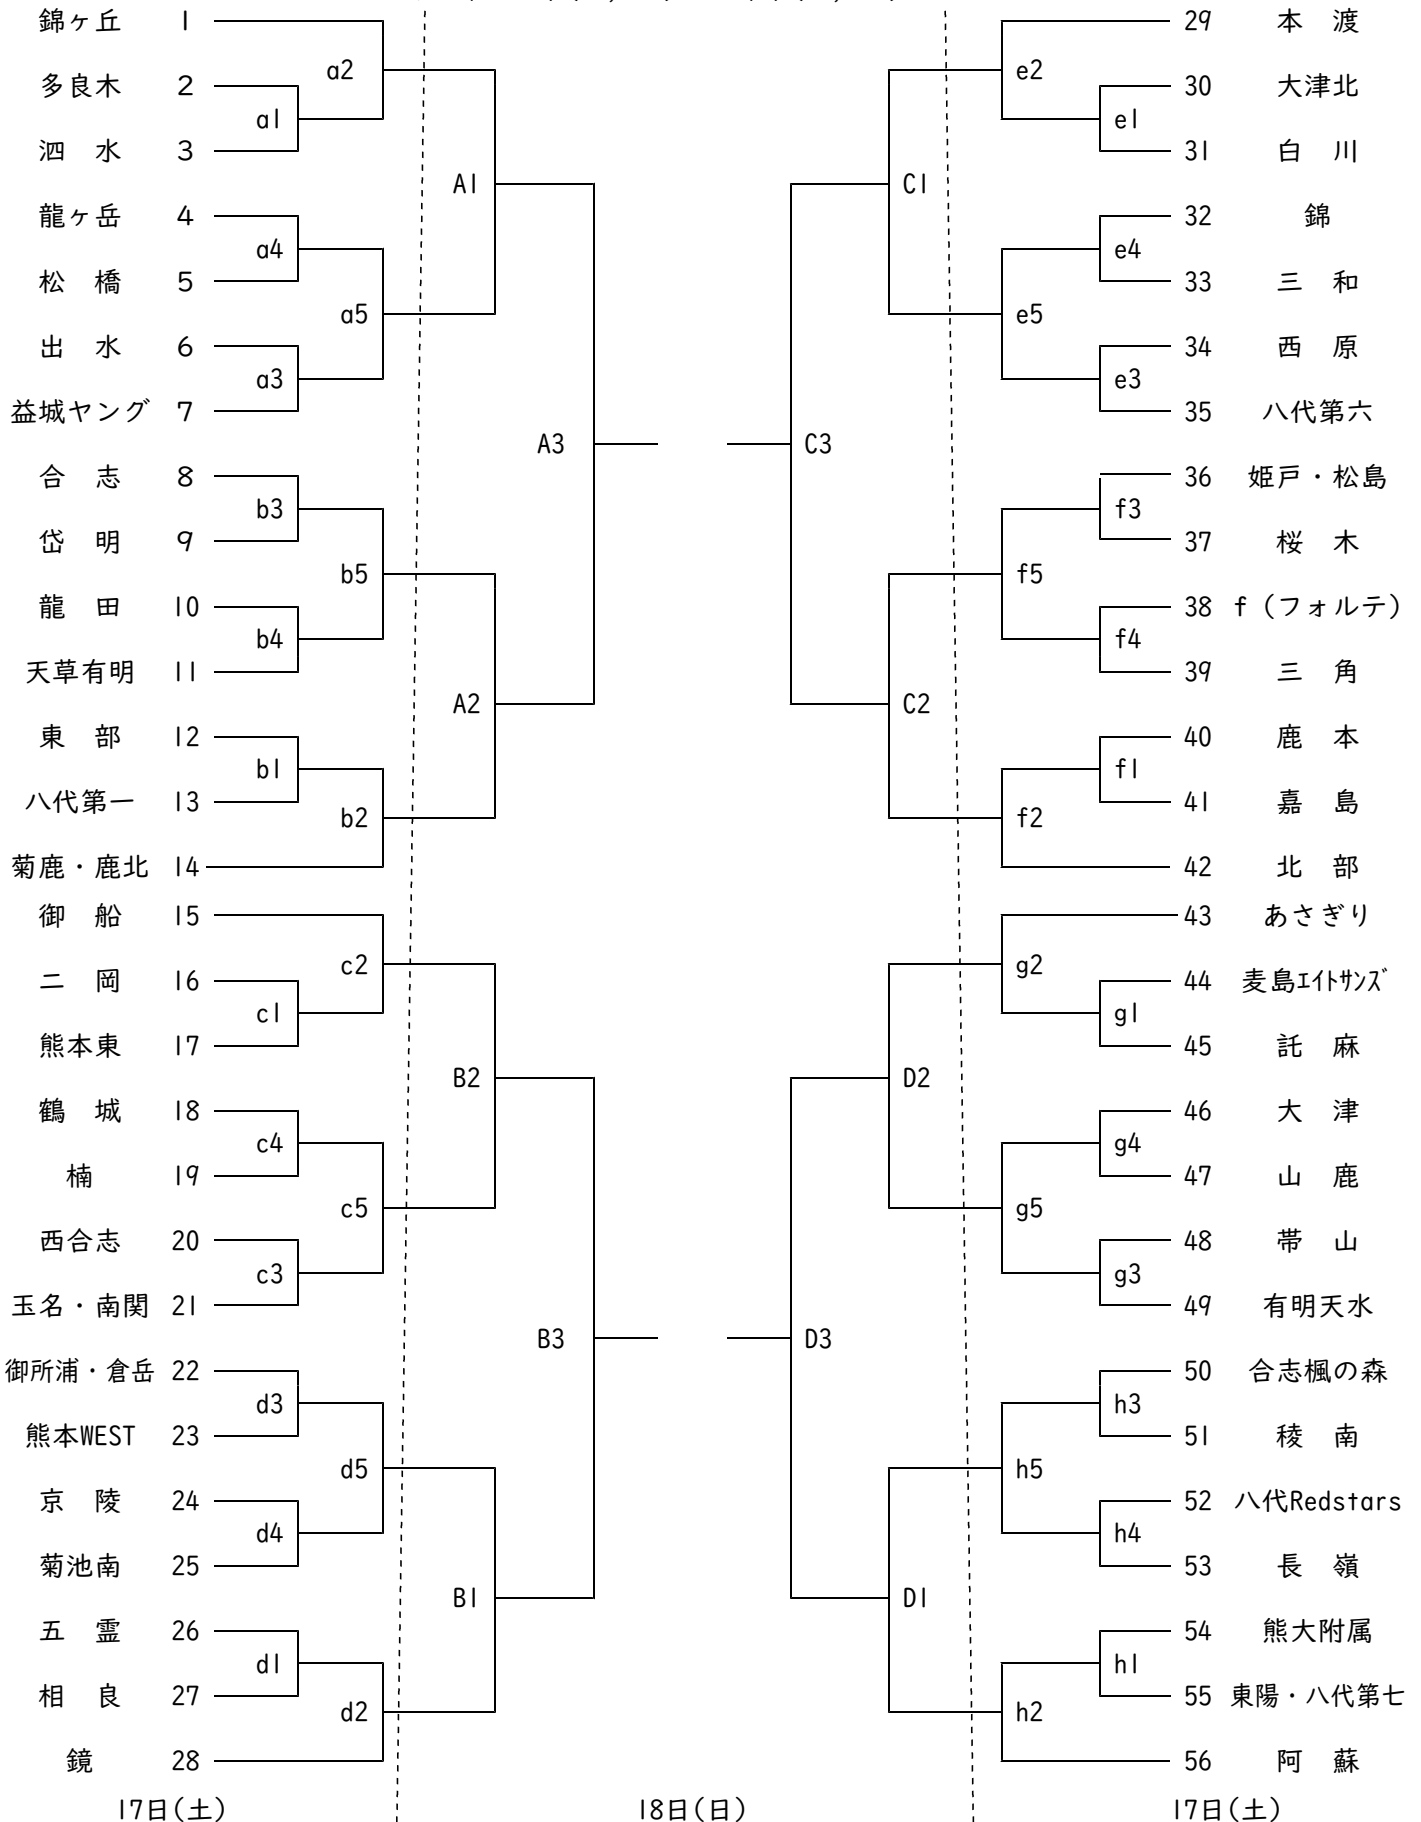 錦ヶ丘 1 29 本 渡
a2 e2
多良木 2 30 大津北
a1 e1
泗 水 3 31 白 川
A1 C1
龍ヶ岳 4 32 錦
a4 e4
松 橋 5 33 三 和
a5 e5
出 水 6 34 西 原
a3 e3
益城ヤング 7 35 八代第六
A3 C3
合 志 8 36 姫戸・松島
b3 f3
岱 明 9 37 桜 木
b5 f5
龍 田 10 38 f（フォルテ）
b4 f4
天草有明 11 39 三 角
A2 C2
東 部 12 40 鹿 本
b1 f1
八代第一 13 41 嘉 島
b2 f2
菊鹿・鹿北 14 42 北 部
御 船 15 43 あさぎり
c2 g2
二 岡 16 44 麦島ｴｲﾄｻﾝｽﾞ
c1 g1
熊本東 17 45 託 麻
B2 D2
鶴 城 18 46 大 津
c4 g4
楠 19 47 山 鹿
c5 g5
西合志 20 48 帯 山
c3 g3
玉名・南関 21 49 有明天水
B3 D3
御所浦・倉岳 22 50 合志楓の森
d3 h3
熊本WEST 23 51 稜 南
d5 h5
京 陵 24 52 八代Redstars
d4 h4
菊池南 25 53 長 嶺
B1 D1
五 霊 26 54 熊大附属
d1 h1
相 良 27 55 東陽・八代第七
d2 h2
鏡 28 56 阿 蘇
17日(土) 18日(日) 17日(土)